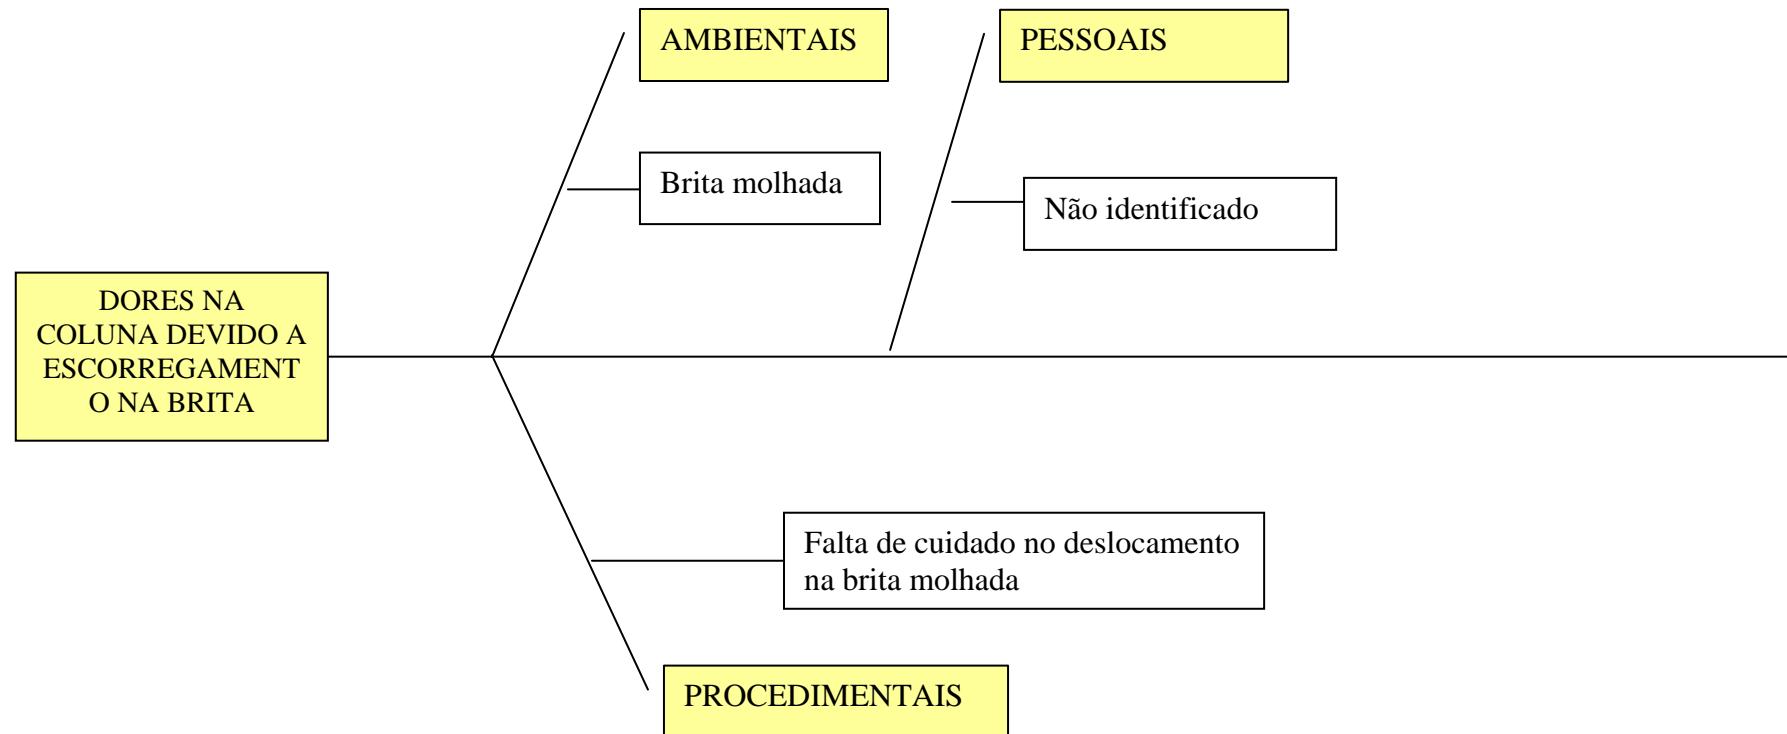 AMBIENTAIS
PESSOAIS
Brita molhada
Não identificado
DORES NA
COLUNA DEVIDO A
ESCORREGAMENT
O NA BRITA
Falta de cuidado no deslocamento
na brita molhada
PROCEDIMENTAIS